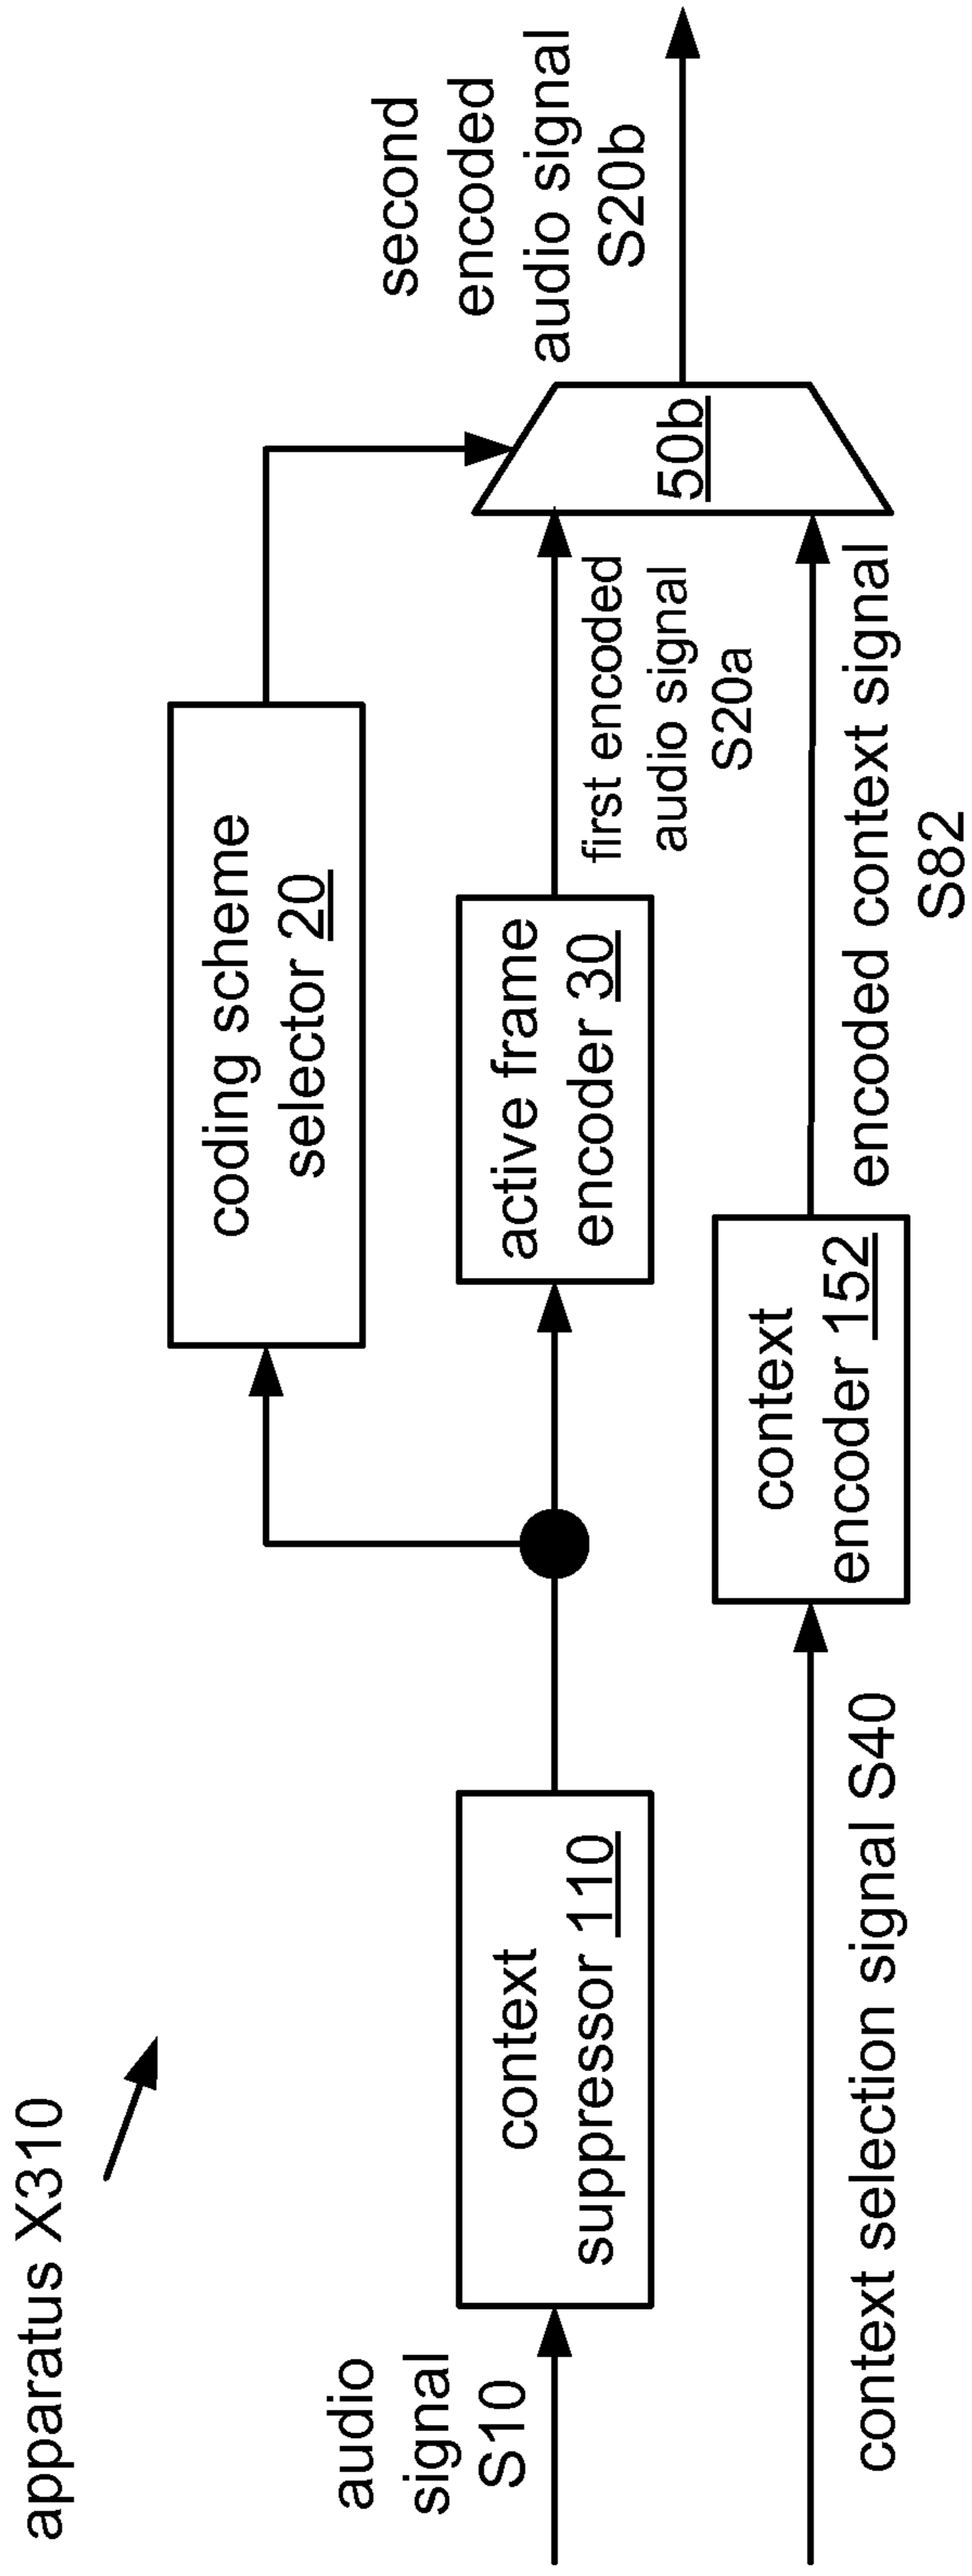 apparatus X310
audio
signal
S10
context
suppressor 110
coding scheme
selector 20
active frame
encoder 30
first encoded
audio signal
S20a
second
encoded
audio signal
S20b
50b
context selection signal S40
context
encoder 152
encoded context signal
S82